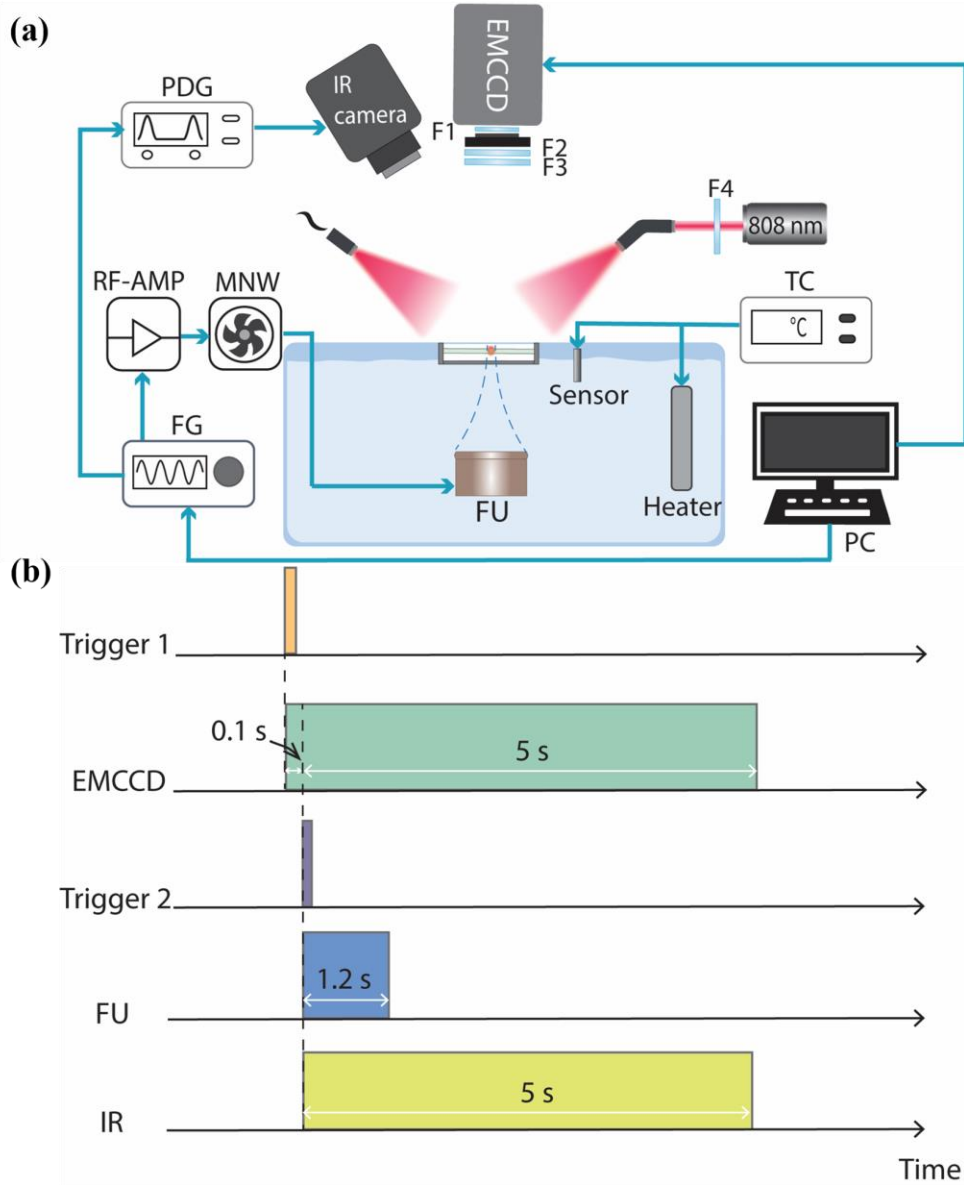 (a)
PDG
IR
camera
EMCCD
F1
F2
F3
F4
808 nm
RF-AMP
MNW
TC
°C
Sensor
FG
FU
Heater
PC
(b)
Trigger 1
0.1 s
5 s
EMCCD
Trigger 2
1.2 s
FU
5 s
IR
Time